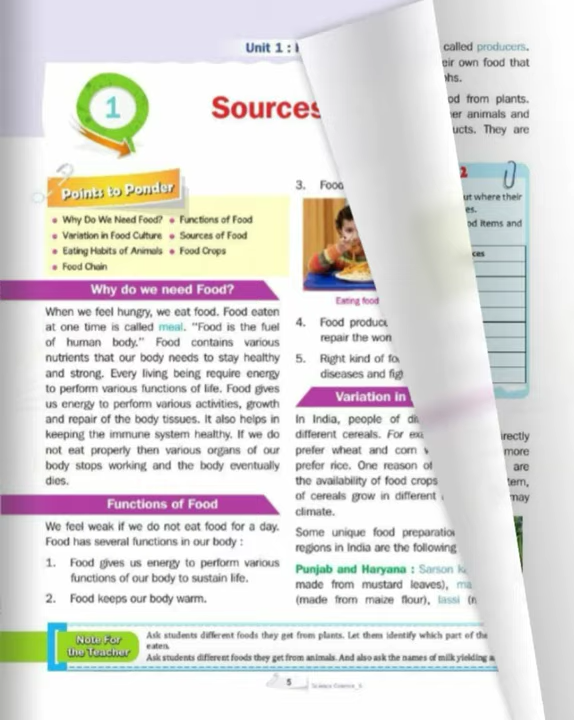 Unit 1 :
1
Sources
Points to Ponder
Why Do We Need Food? • Functions of Food
Variation in Food Culture • Sources of Food
Eating Habits of Animals • Food Crops
Food Chain
Why do we need Food?
When we feel hungry, we eat food. Food eaten
at one time is called meal. "Food is the fuel
of human body." Food contains various
nutrients that our body needs to stay healthy
and strong. Every living being require energy
to perform various functions of life. Food gives
us energy to perform various activities, growth
and repair of the body tissues. It also helps in
keeping the immune system healthy. If we do
not eat properly then various organs of our
body stops working and the body eventually
dies.
Functions of Food
We feel weak if we do not eat food for a day.
Food has several functions in our body :
1. Food gives us energy to perform various
functions of our body to sustain life.
2. Food keeps our body warm.
3. Food
Eating food
4. Food
repair the
5. Right kind of
diseases and
Variation in
In India, people of
different cereals. For
prefer wheat and corn
prefer rice. One reason of
the availability of food crops
of cereals grow in different
climate.
Some unique food
regions in India are the following
Punjab and Haryana : Sarson
made from mustard leaves),
(made from maize flour), lassi
called producers.
their own food that
od from plants.
er animals and
ucts. They are
2
ut where their
es.
od items and
ces
more
are
may
Note For
the Teacher
Ask students different foods they get from plants. Let them identify which part of the
eaten.
Ask students different foods they get from animals. And also ask the names of milk yielding
5
Science Cosmos_5